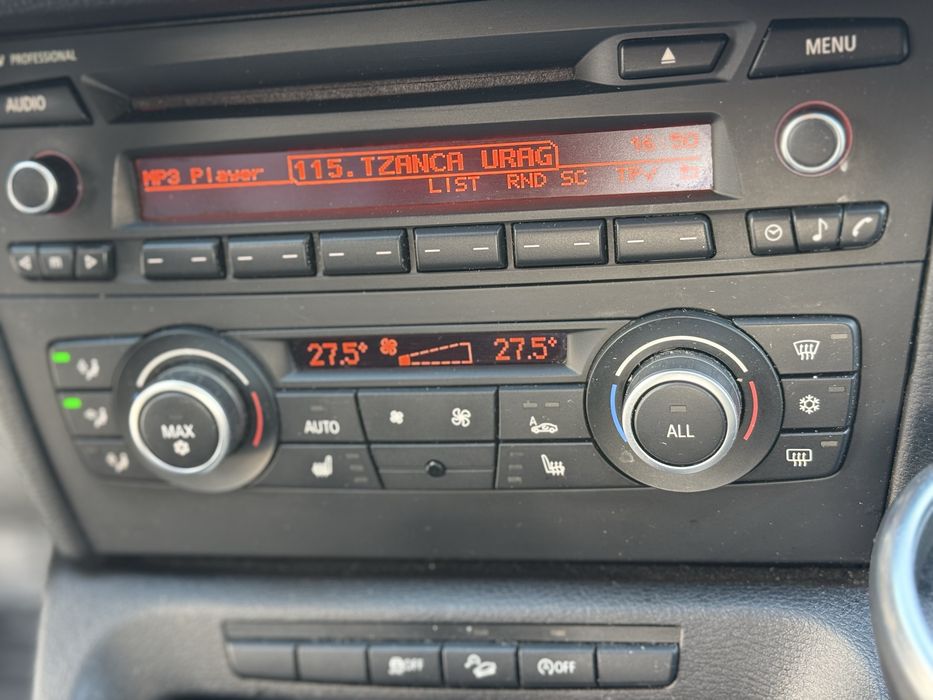 PROFESSIONAL
AUDIO
MENU
MP3 Player 115.TZANCA URAG 16 50
LIST RND SC TP✓
m
27.5° 27.5°
MAX
AUTO
A
ALL
OFF OFF